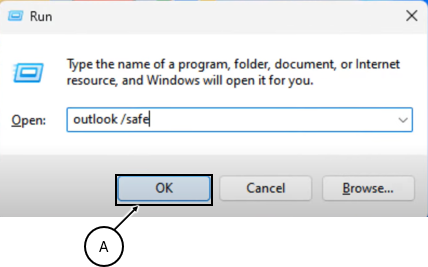 Run
Type the name of a program, folder, document, or Internet
resource, and Windows will open it for you.
Open: outlook /safe
OK Cancel Browse...
A